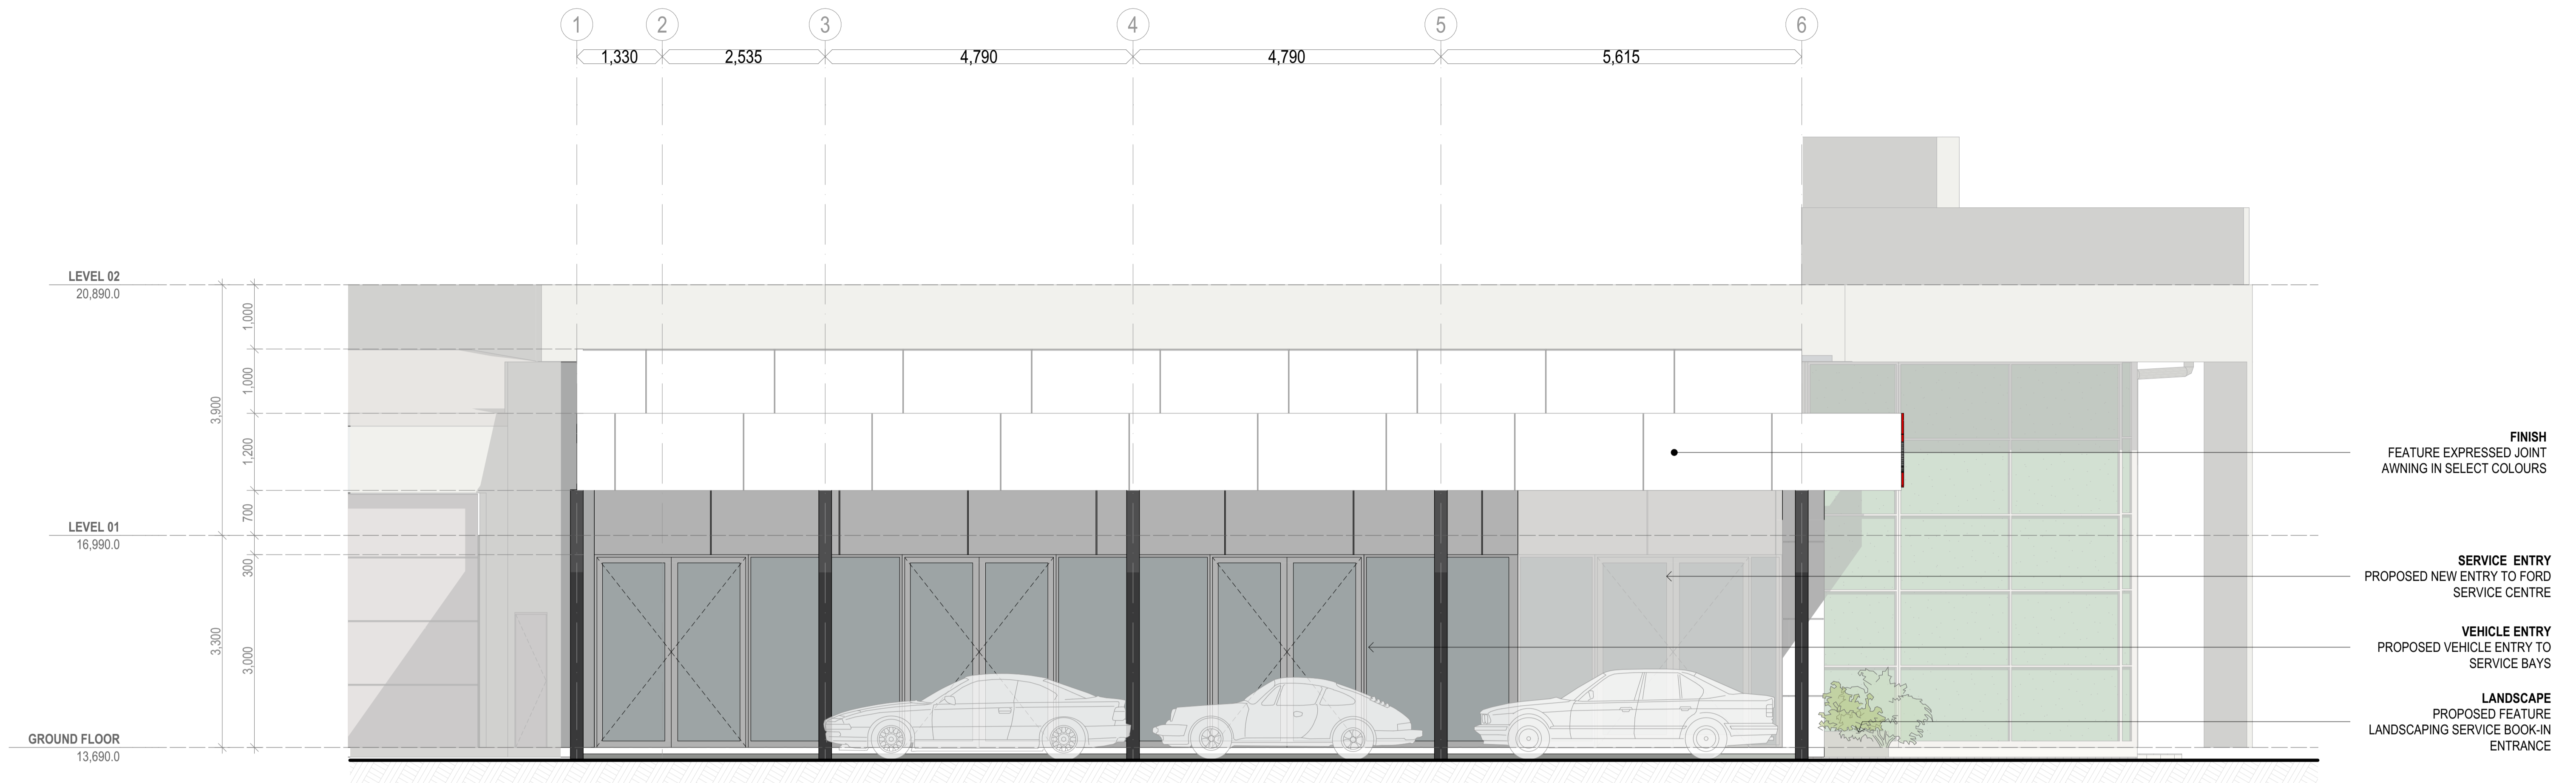 1
2
3
4
5
6
1,330
2,535
4,790
4,790
5,615
LEVEL 02
20,890.0
1,000
1,000
3,900
1,200
700
LEVEL 01
16,990.0
300
3,300
3,000
GROUND FLOOR
13,690.0
FINISH
FEATURE EXPRESSED JOINT
AWNING IN SELECT COLOURS
SERVICE ENTRY
PROPOSED NEW ENTRY TO FORD
SERVICE CENTRE
VEHICLE ENTRY
PROPOSED VEHICLE ENTRY TO
SERVICE BAYS
LANDSCAPE
PROPOSED FEATURE
LANDSCAPING SERVICE BOOK-IN
ENTRANCE